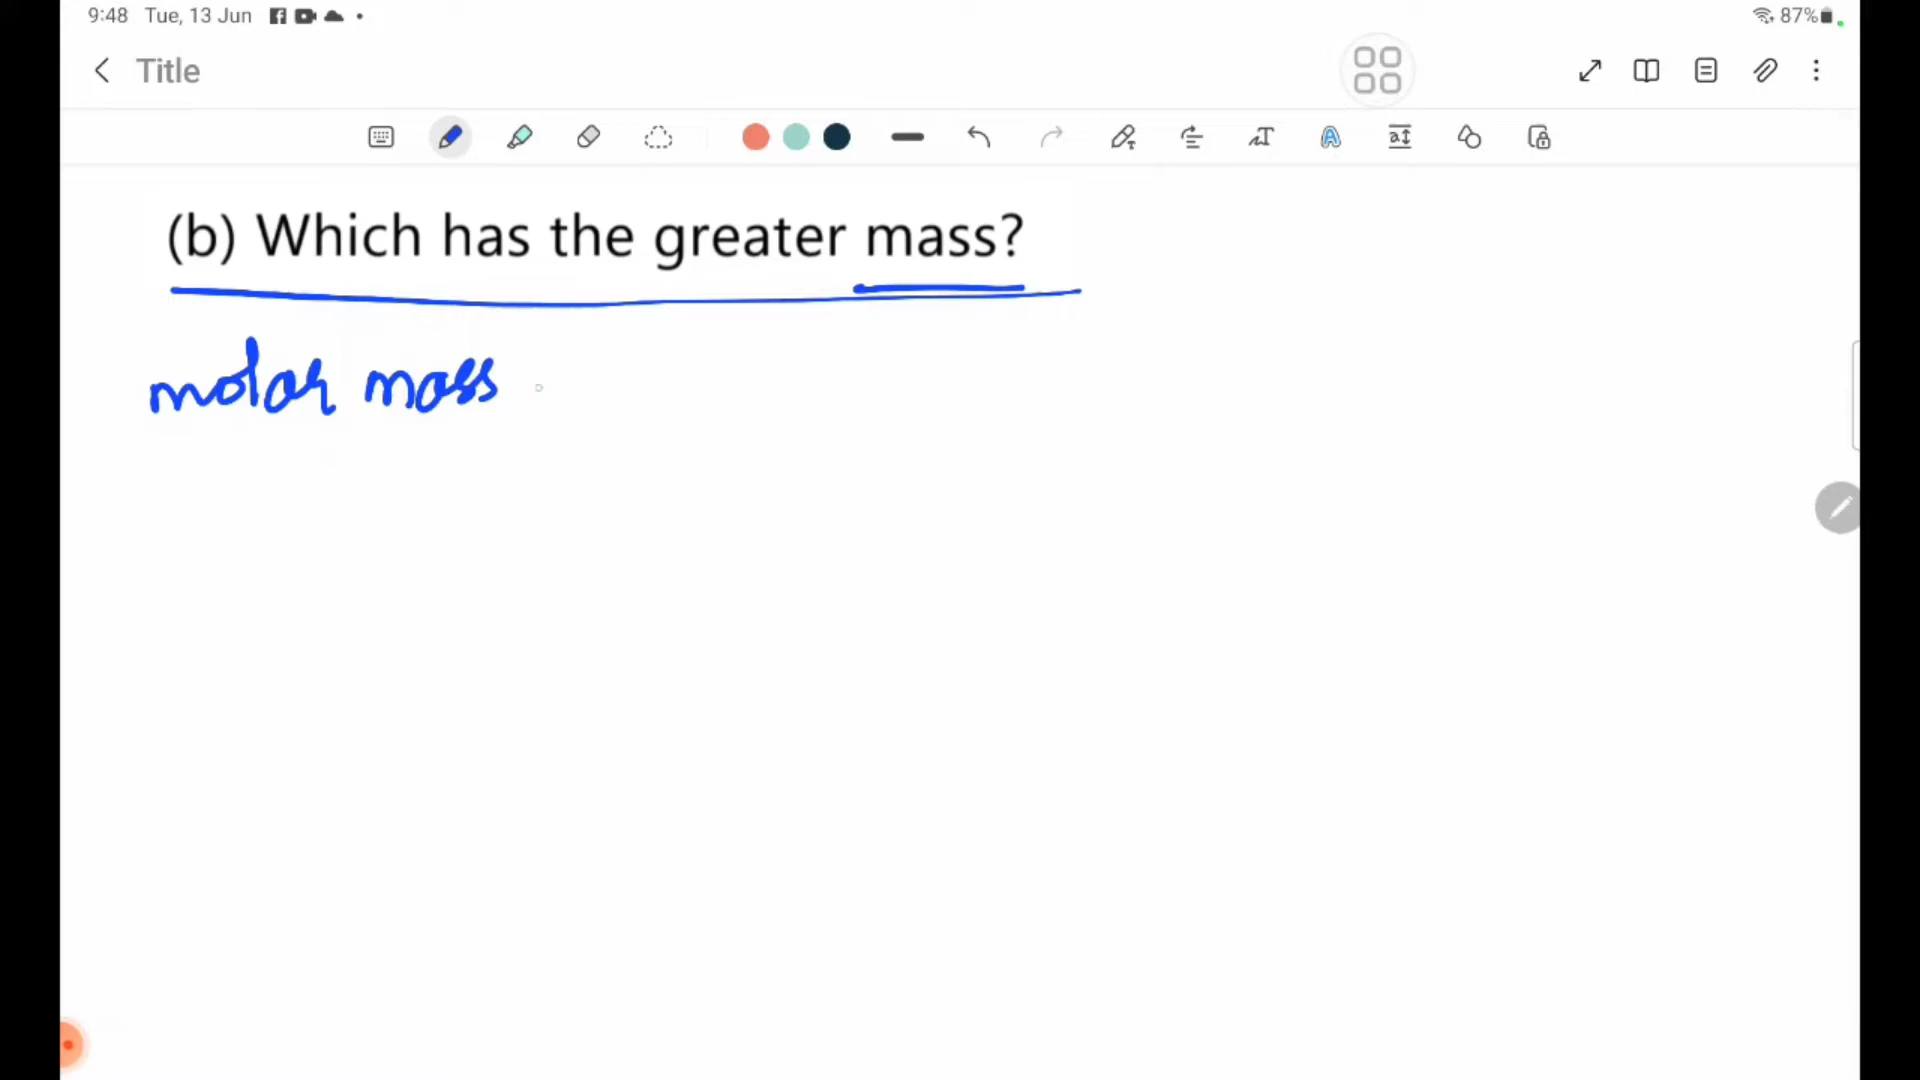 9:48 Tue, 13 Jun 87%
Title
(b) Which has the greater mass?
molar mass